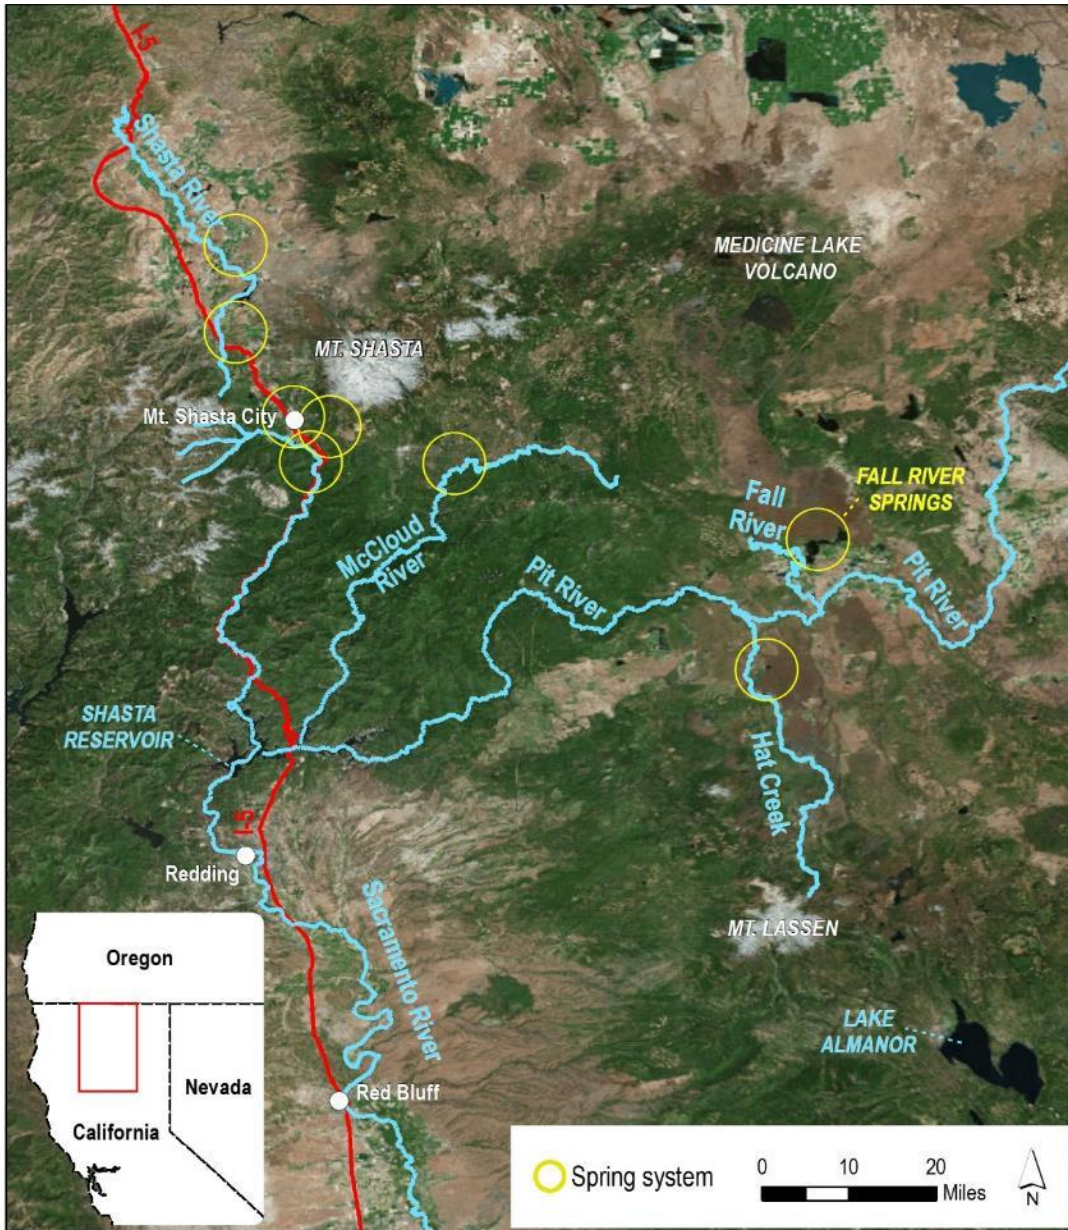 I-5
Shasta River
MEDICINE LAKE
VOLCANO
MT. SHASTA
Mt. Shasta City
FALL RIVER
SPRINGS
Fall
River
McCloud
River
Pit River
Pit River
SHASTA
RESERVOIR
Hat Creek
I-5
Redding
Sacramento River
MT. LASSEN
LAKE
ALMANOR
Red Bluff
Oregon
Nevada
California
Spring system
0 10 20
Miles
N